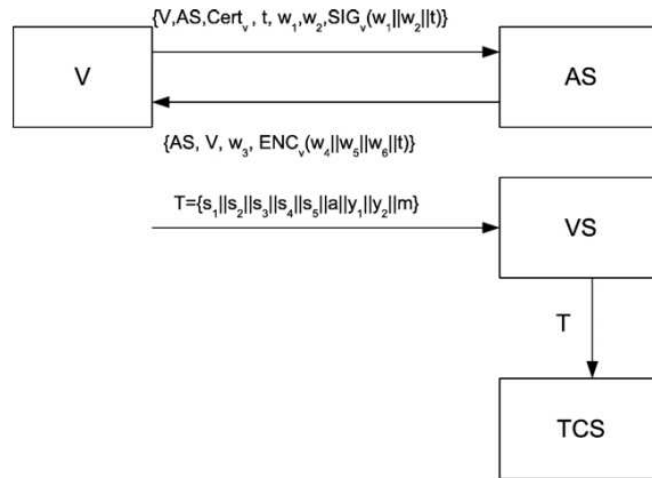 {V,AS,Cert_v , t, w_1,w_2,SIG_v(w_1||w_2||t)}
V
AS
{AS, V, w_3, ENC_v(w_4||w_5||w_6||t)}
T={s_1||s_2||s_3||s_4||s_5||a||y_1||y_2||m}
VS
T
TCS